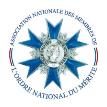 ASSOCIATION NATIONALE DES MEMBRES DE
L'ORDRE NATIONAL DU MÉRITE